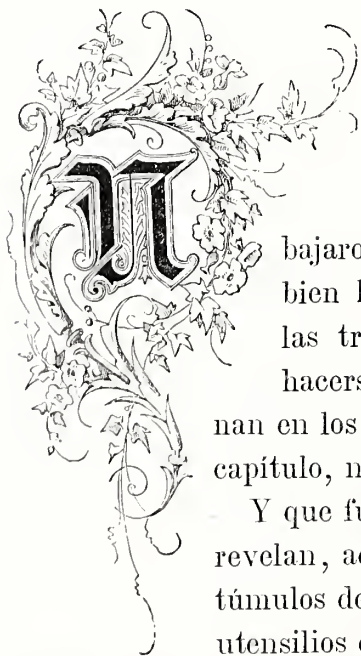 N
bajaro
bien l
las tr
hacers
nan en los
capítulo, n
Y que fu
revelan, ac
túmulos do
utensilios